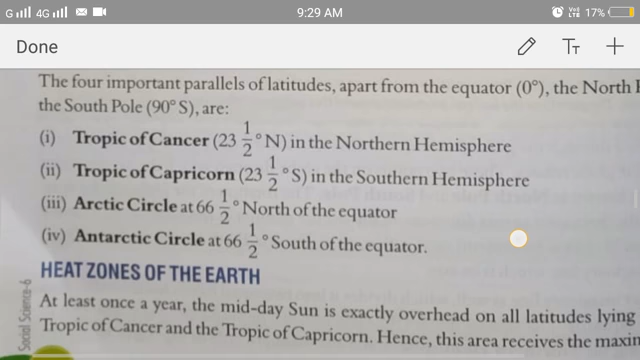 G 4G 9:29 AM VoD LTE 17%
Done TT +
The four important parallels of latitudes, apart from the equator (0°), the North
the South Pole (90° S), are:
(i) Tropic of Cancer (23 1/2° N) in the Northern Hemisphere
(ii) Tropic of Capricorn (23 1/2° S) in the Southern Hemisphere
(iii) Arctic Circle at 66 1/2° North of the equator
(iv) Antarctic Circle at 66 1/2° South of the equator.
HEAT ZONES OF THE EARTH
At least once a year, the mid-day Sun is exactly overhead on all latitudes lying
Tropic of Cancer and the Tropic of Capricorn. Hence, this area receives the maxi
Social Science-6